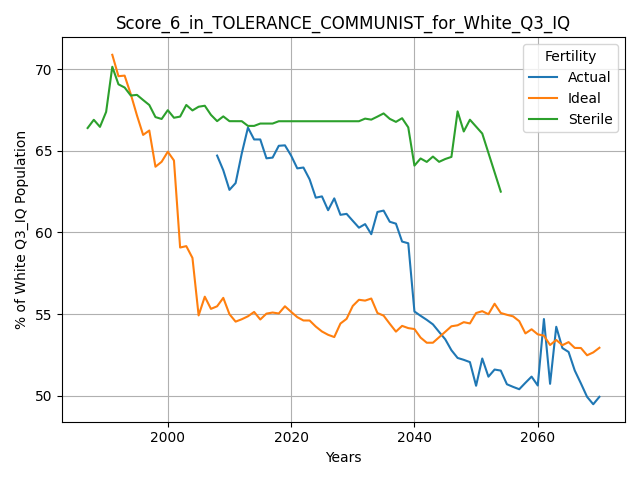 Score_6_in_TOLERANCE_COMMUNIST_for_White_Q3_IQ
Fertility
Actual
Ideal
Sterile
% of White Q3_IQ Population
70
65
60
55
50
2000
2020
2040
2060
Years